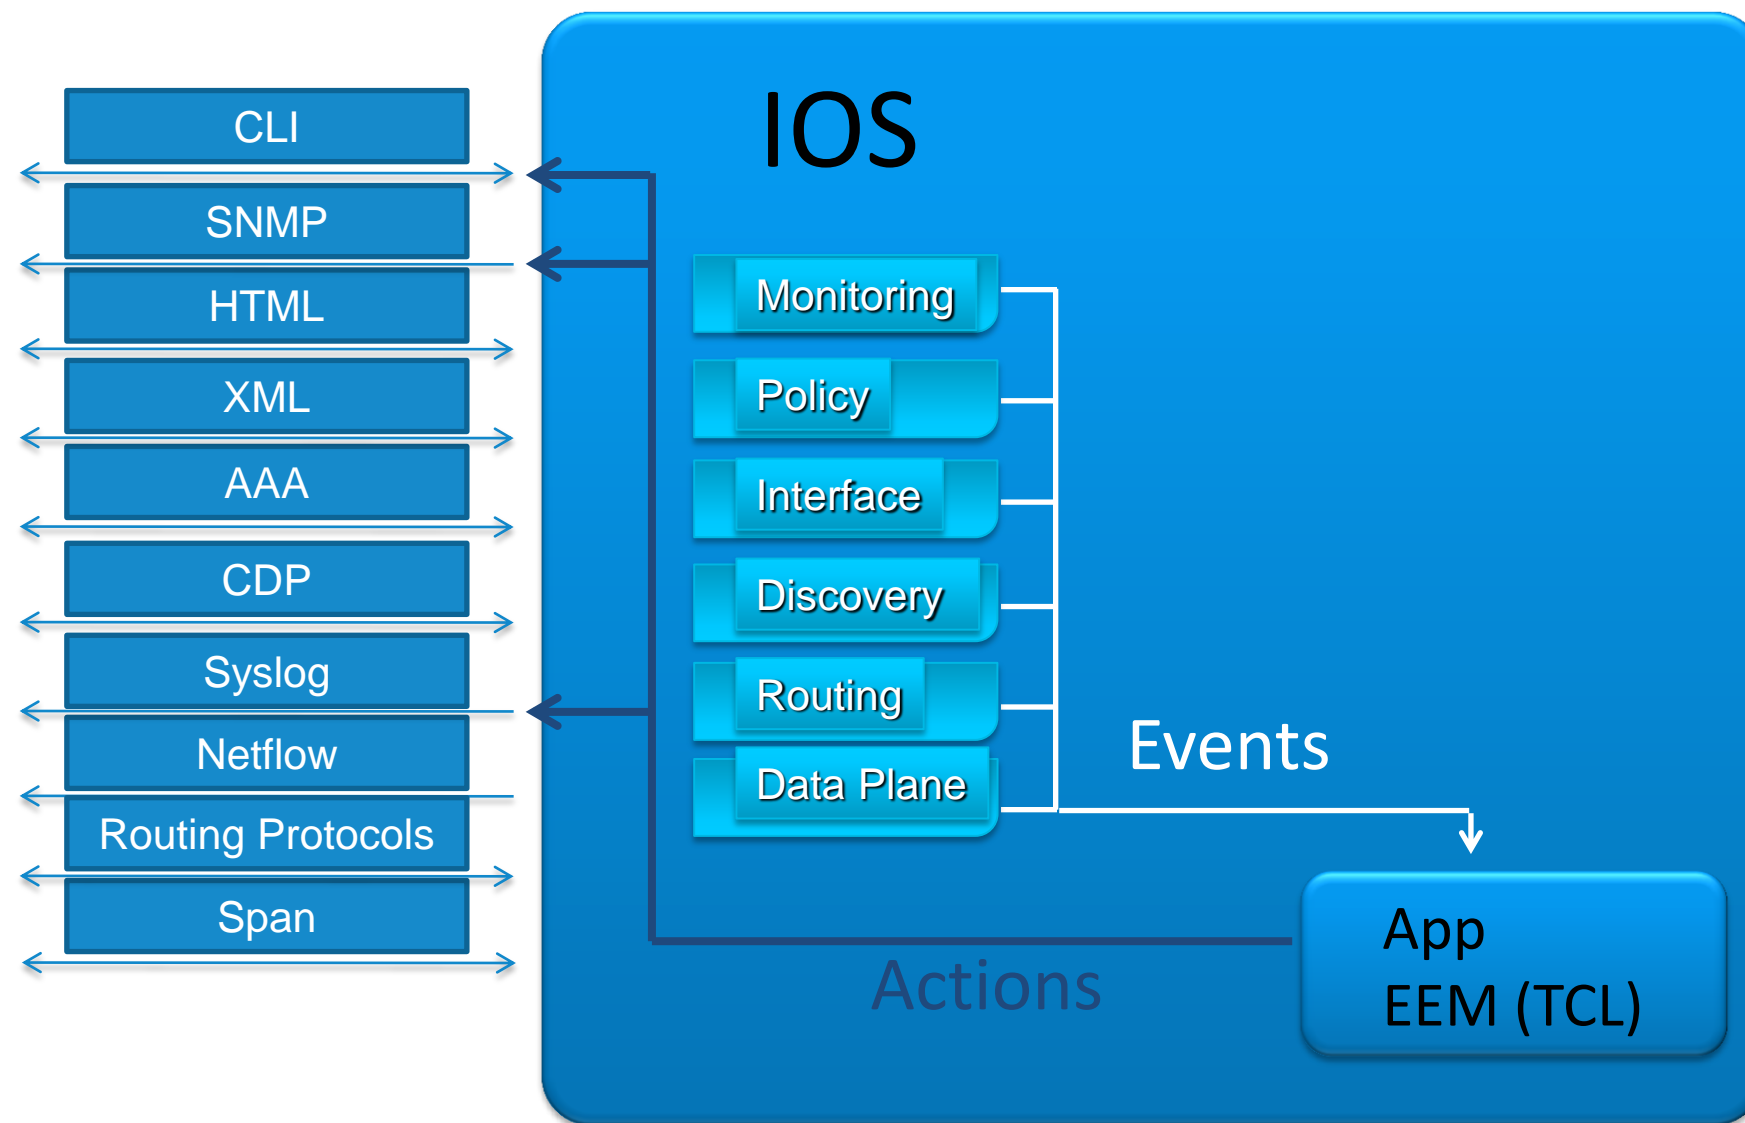 CLI
SNMP
HTML
XML
AAA
CDP
Syslog
Netflow
Routing Protocols
Span
IOS
Monitoring
Policy
Interface
Discovery
Routing
Data Plane
Events
Actions
App
EEM (TCL)